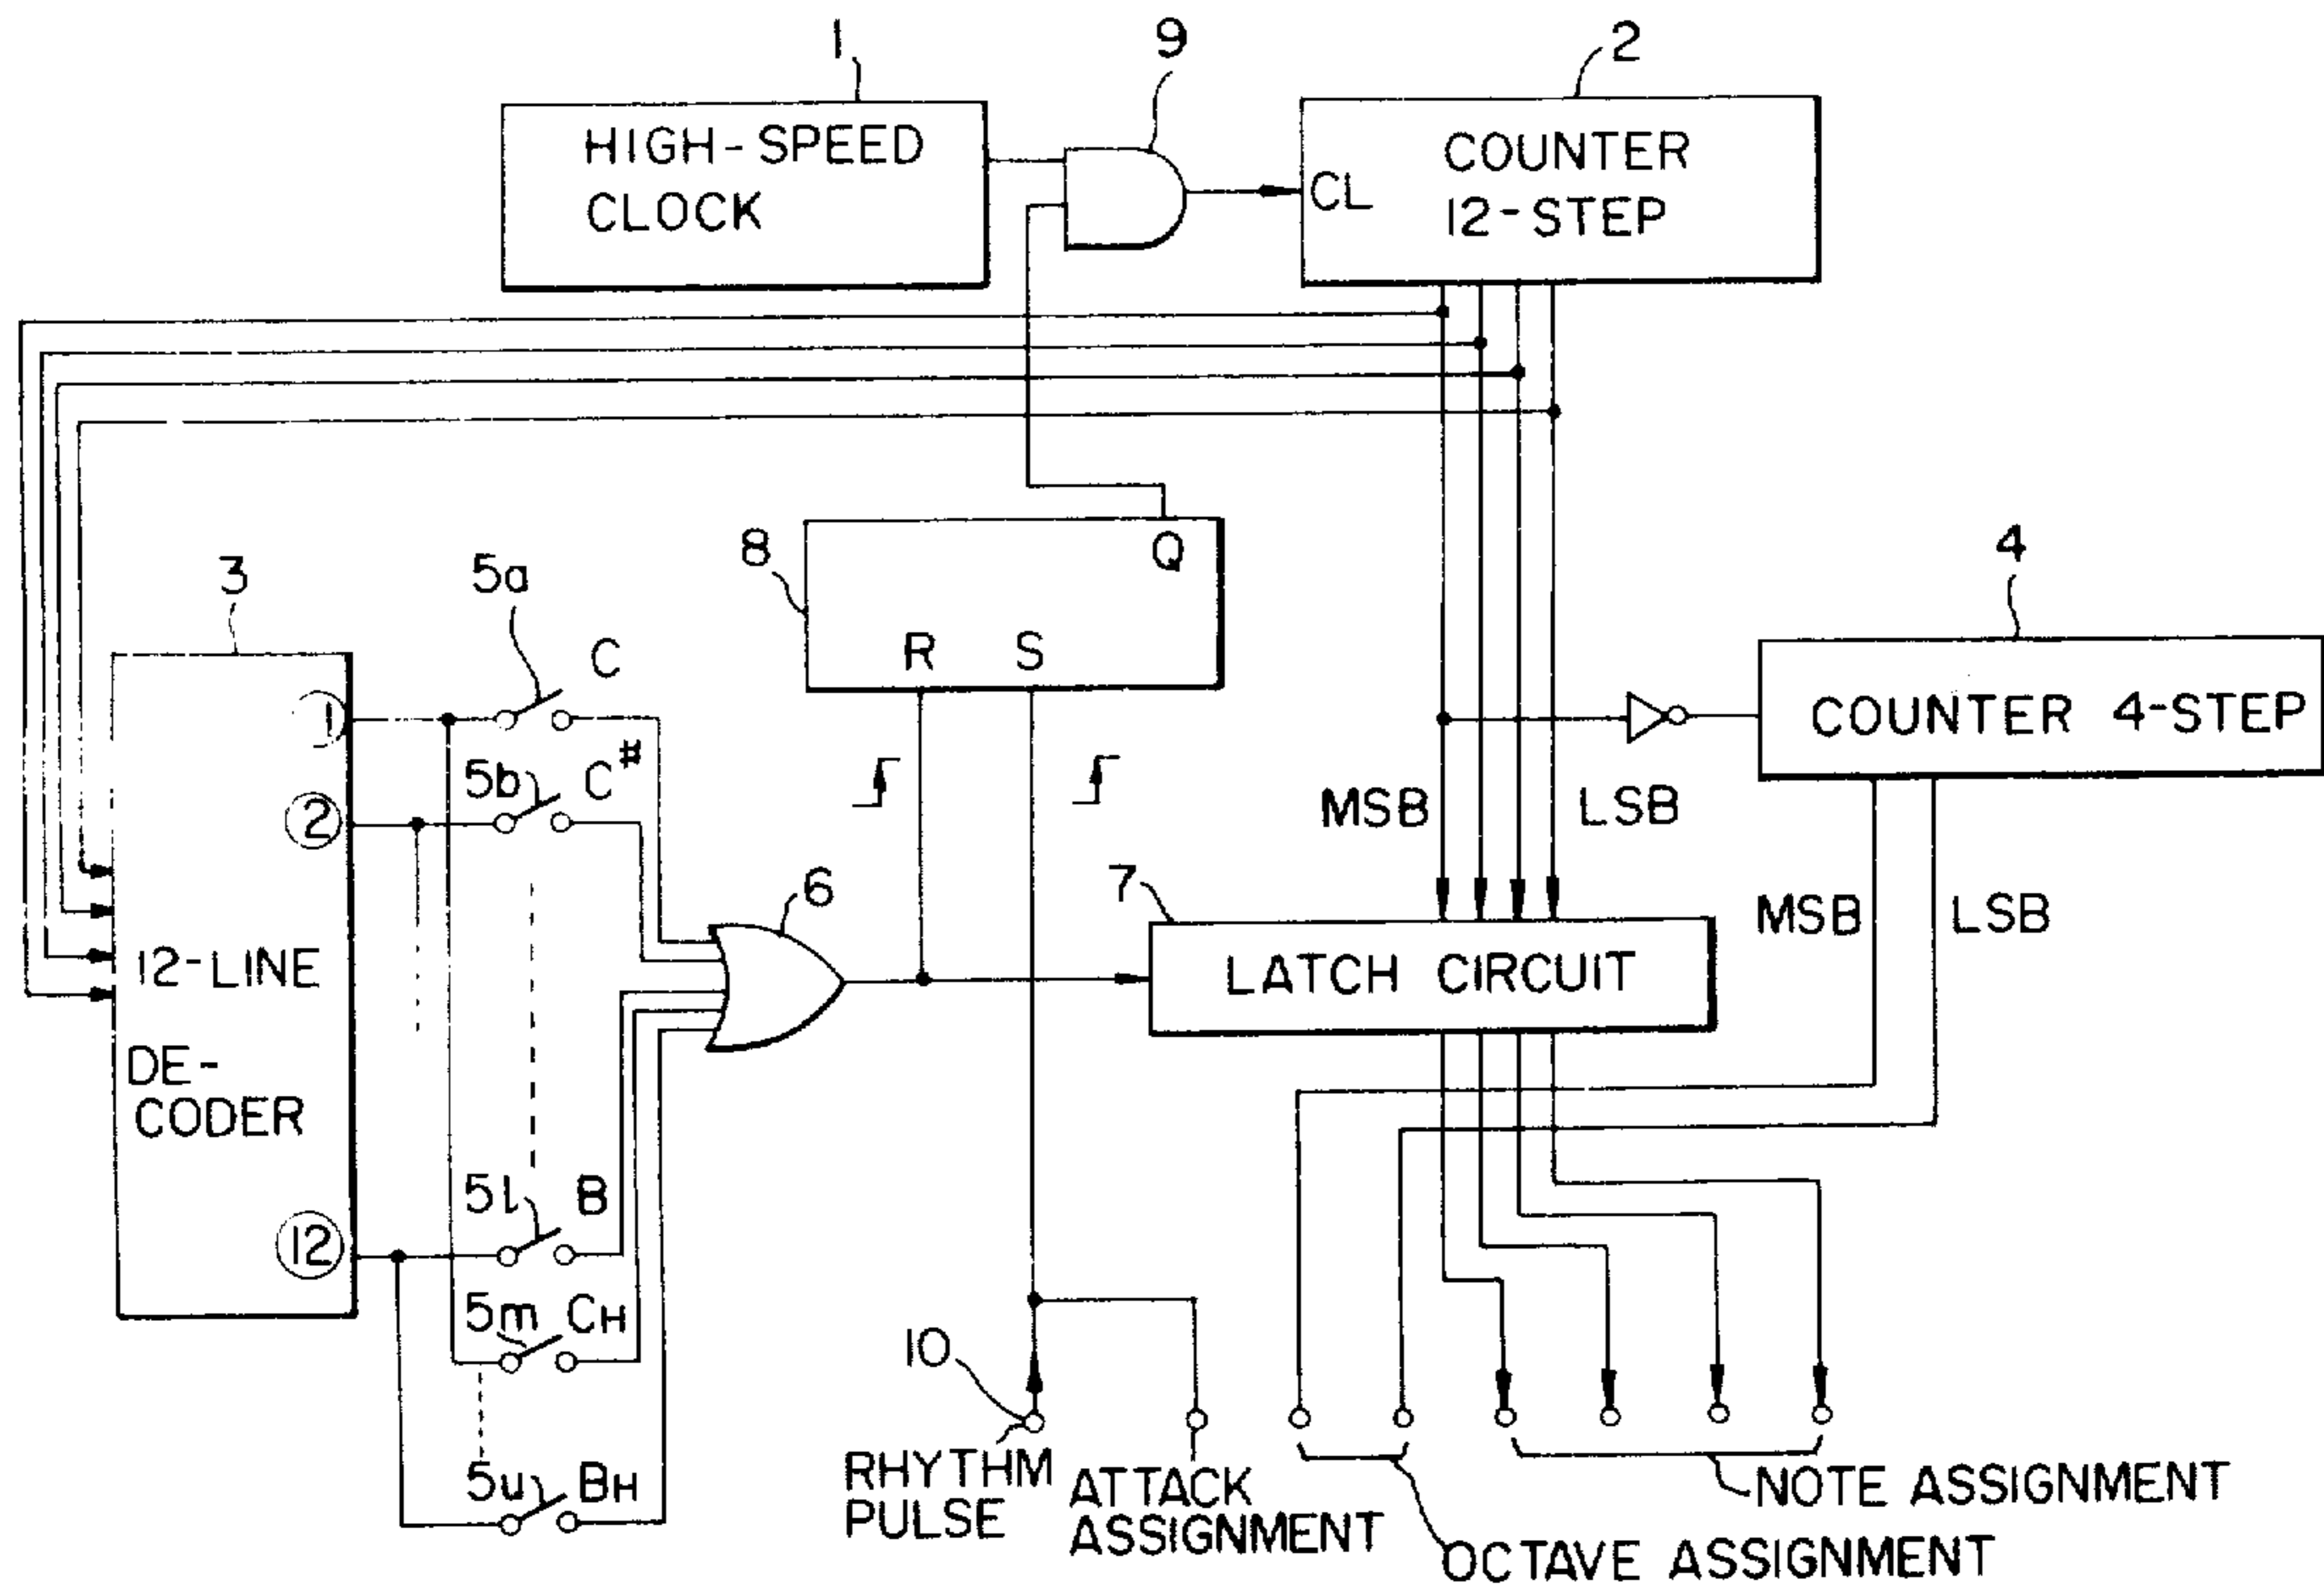 1
9
2
HIGH-SPEED
CLOCK
CL
COUNTER
12-STEP
3
5a
C
8
Q
R
S
4
COUNTER 4-STEP
1
5b
C#
2
MSB
LSB
6
7
MSB
LSB
12-LINE
DE-
CODER
LATCH CIRCUIT
5l
B
12
5m
CH
10
5u
BH
RHYTHM
PULSE
ATTACK
ASSIGNMENT
NOTE ASSIGNMENT
OCTAVE ASSIGNMENT